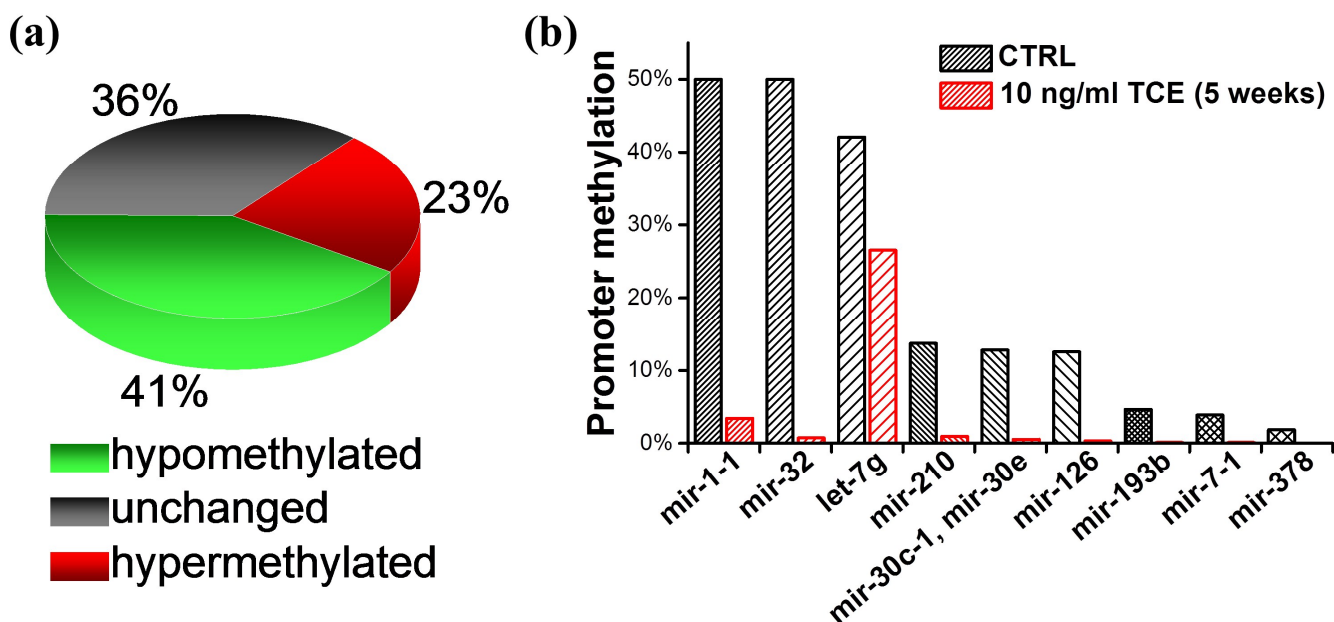 (a)
36%
23%
41%
hypomethylated
unchanged
hypermethylated
(b)
Promoter methylation
50%
40%
30%
20%
10%
0%
CTRL
10 ng/ml TCE (5 weeks)
mir-1-1
mir-32
let-7g
mir-210
mir-30c-1, mir-30e
mir-126
mir-193b
mir-7-1
mir-378